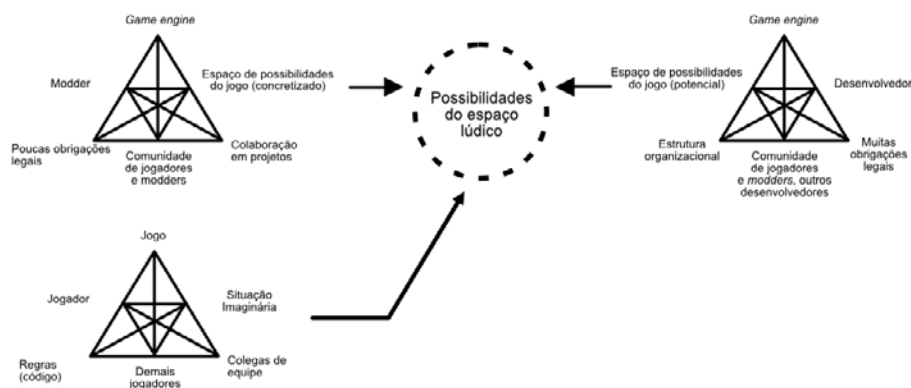 Game engine
Modder
Espaço de possibilidades
do jogo (concretizado)
Poucas obrigações
legais
Comunidade
de jogadores
e modders
Colaboração
em projetos
Possibilidades
do espaço
lúdico
Game engine
Espaço de possibilidades
do jogo (potencial)
Desenvolvedor
Estrutura
organizacional
Comunidade
de jogadores
e modders, outros
desenvolvedores
Muitas
obrigações
legais
Jogo
Jogador
Situação
Imaginária
Regras
(código)
Demais
jogadores
Colegas de
equipe